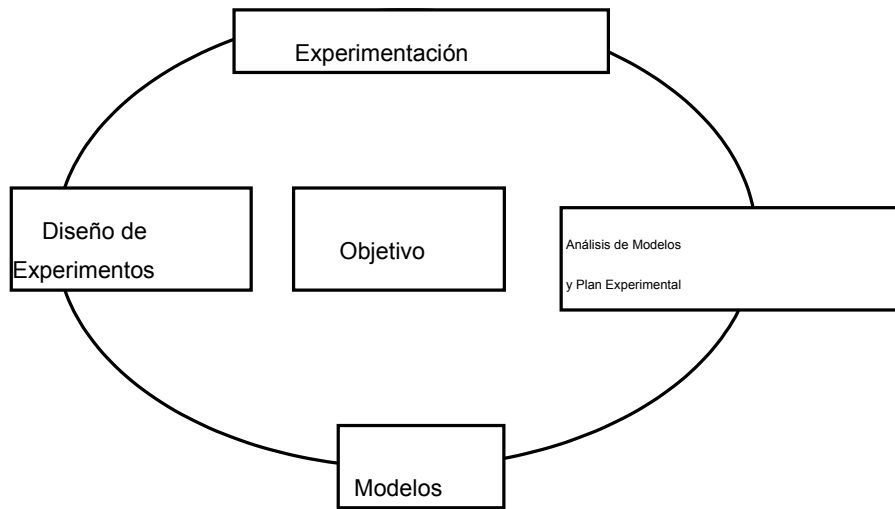 Experimentación
Diseño de
Experimentos
Objetivo
Análisis de Modelos
y Plan Experimental
Modelos